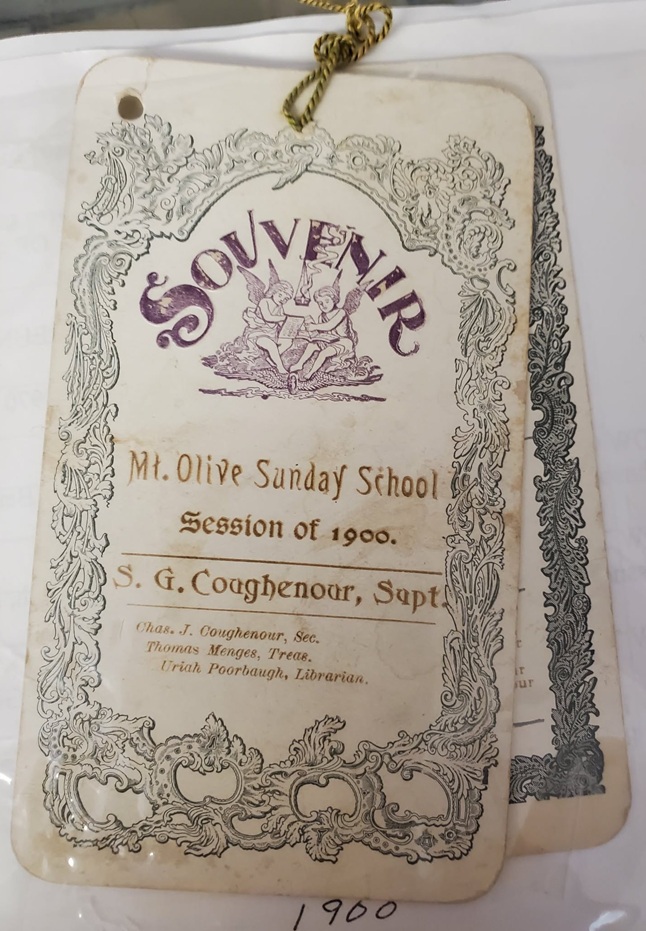 SOUVENIR
Mt. Olive Sunday School
Session of 1900.
S. G. Coughenour, Supt.
Chas. J. Coughenour, Sec.
Thomas Menges, Treas.
Uriah Poorbaugh, Librarian.
1900